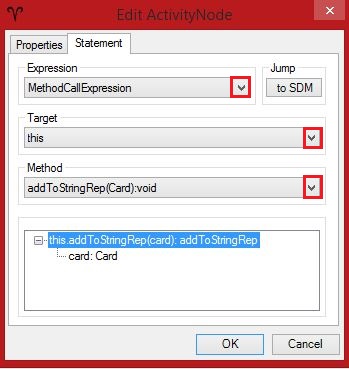 Edit ActivityNode
Properties
Statement
Expression
Jump
MethodCallExpression
to SDM
Target
this
Method
addToStringRep(Card):void
this.addToStringRep(card): addToStringRep
card: Card
OK
Cancel